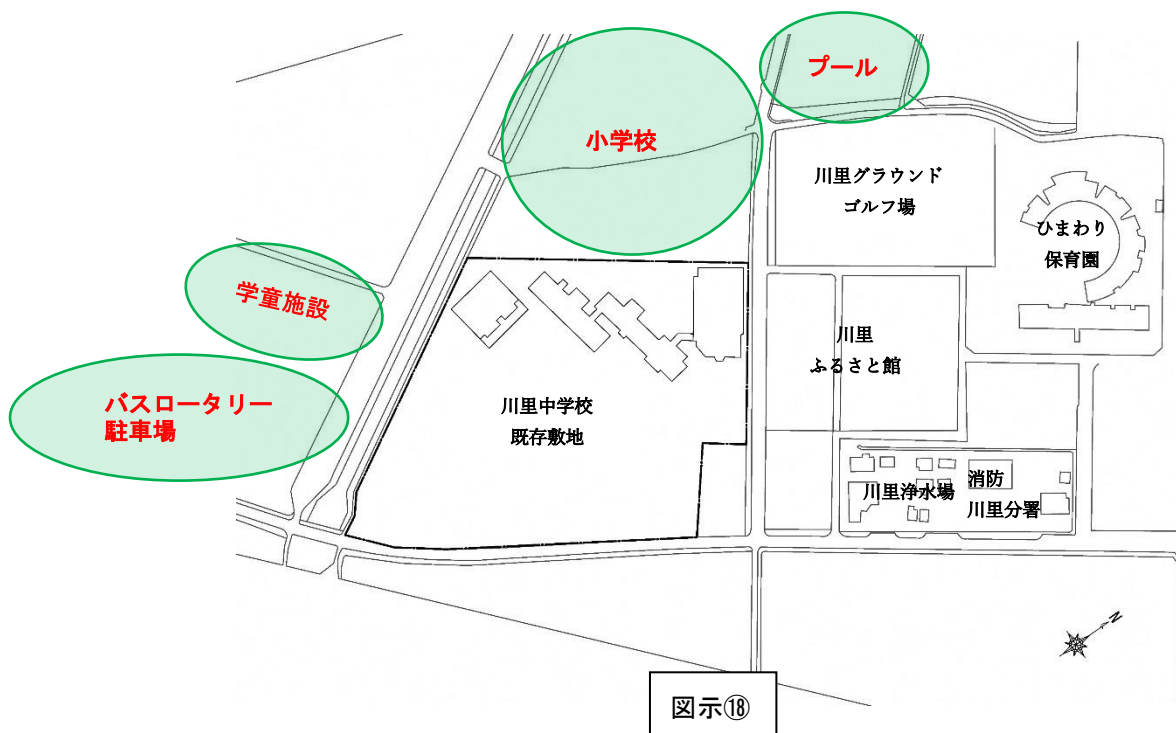 プール
小学校
川里グラウンド
ゴルフ場
ひまわり
保育園
学童施設
川里
ふるさと館
バスロータリー
駐車場
川里中学校
既存敷地
消防
川里浄水場
川里分署
N
図示⑱